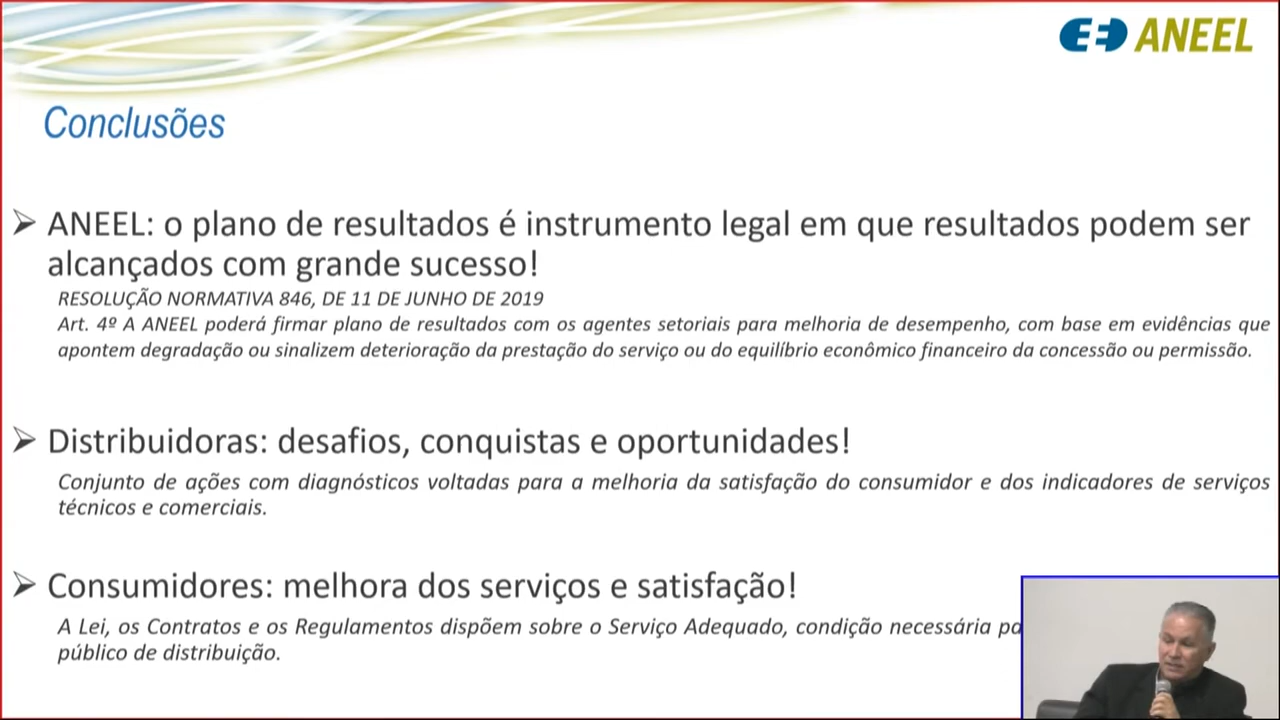 ANEEL
Conclusões
ANEEL: o plano de resultados é instrumento legal em que resultados podem ser
alcançados com grande sucesso!
RESOLUÇÃO NORMATIVA 846, DE 11 DE JUNHO DE 2019
Art. 4º A ANEEL poderá firmar plano de resultados com os agentes setoriais para melhoria de desempenho, com base em evidências que
apontem degradação ou sinalizem deterioração da prestação do serviço ou do equilíbrio econômico financeiro da concessão ou permissão.
Distribuidoras: desafios, conquistas e oportunidades!
Conjunto de ações com diagnósticos voltadas para a melhoria da satisfação do consumidor e dos indicadores de serviços
técnicos e comerciais.
Consumidores: melhora dos serviços e satisfação!
A Lei, os Contratos e os Regulamentos dispõem sobre o Serviço Adequado, condição necessária
público de distribuição.